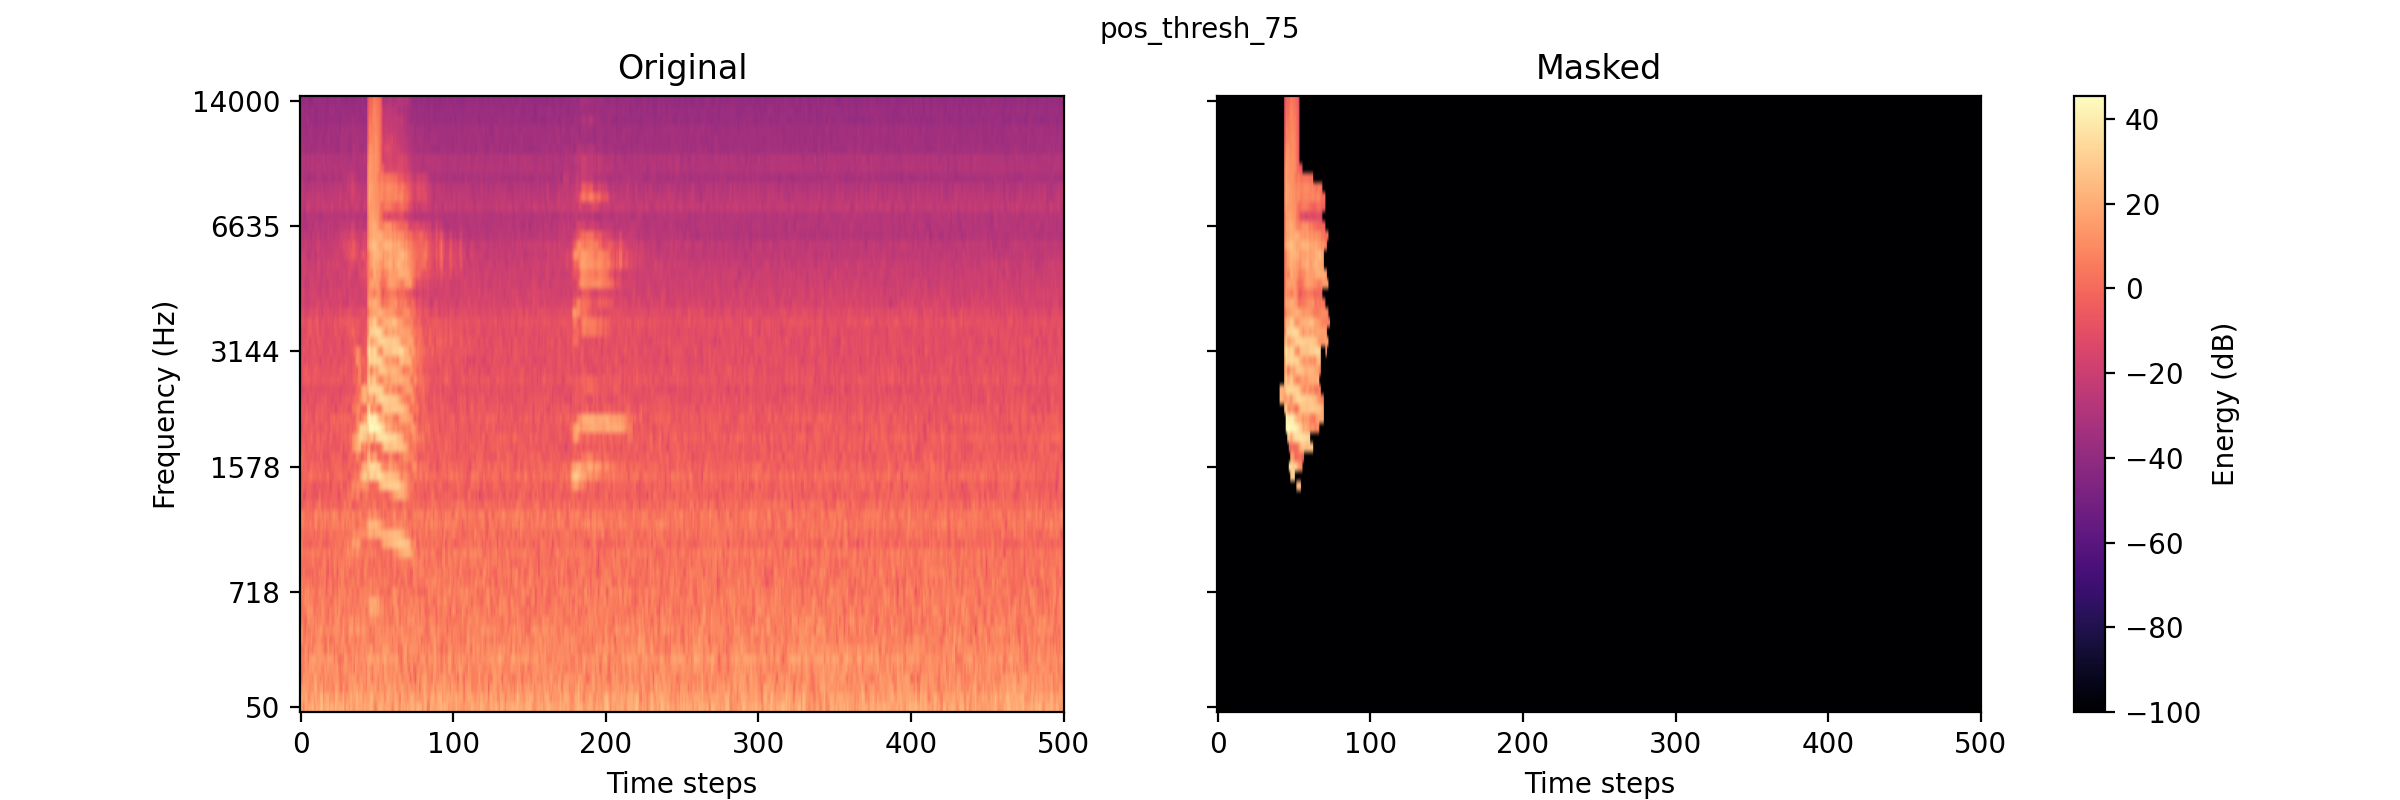 pos_thresh_75
Original
Masked
14000
6635
3144
1578
718
50
Frequency (Hz)
0 100 200 300 400 500
Time steps
0 100 200 300 400 500
Time steps
40
20
0
−20
−40
−60
−80
−100
Energy (dB)